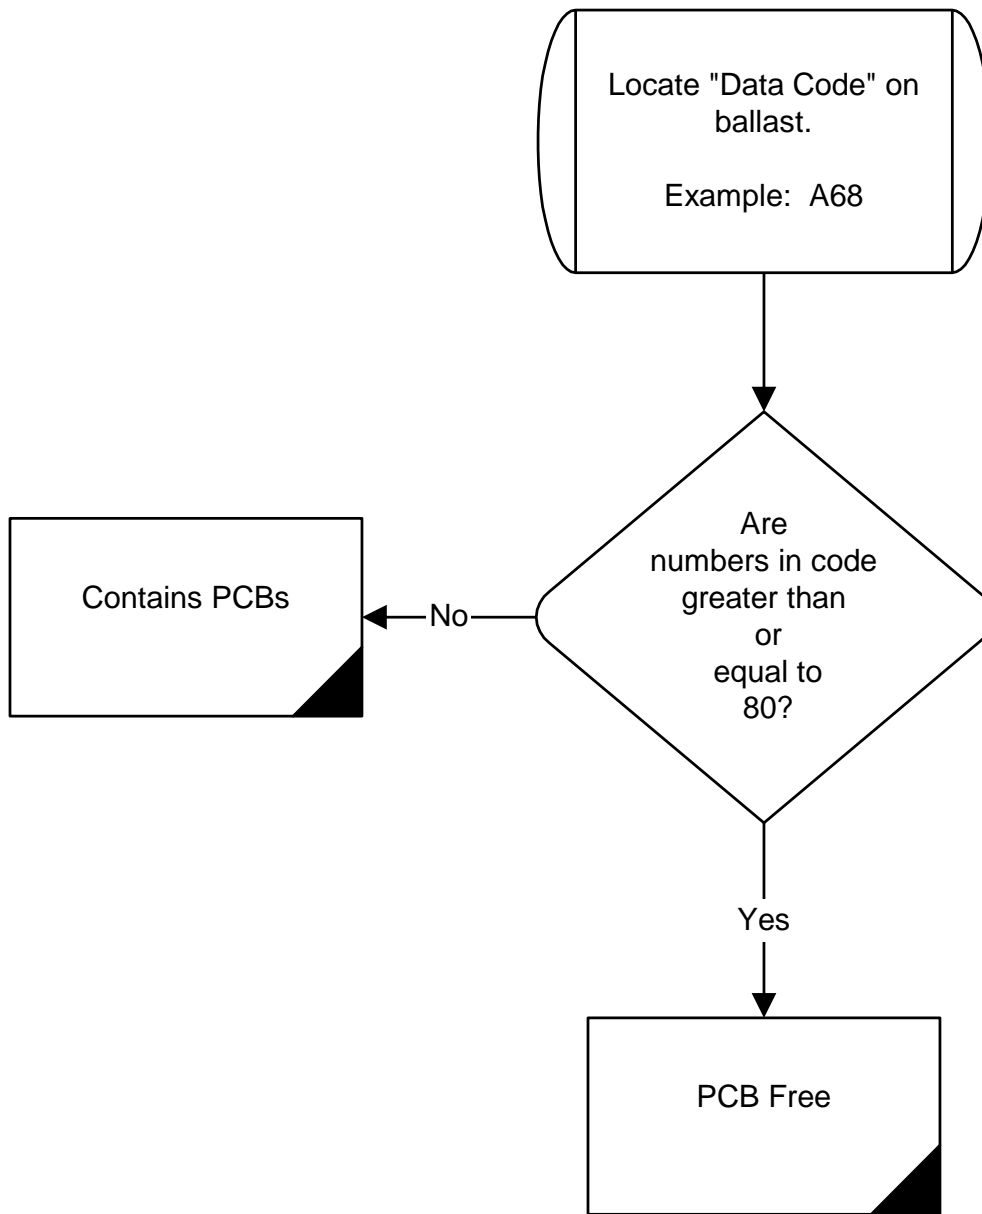 Locate "Data Code" on
ballast.
Example:  A68
Are
numbers in code
greater than
or
equal to
80?
No
Contains PCBs
Yes
PCB Free